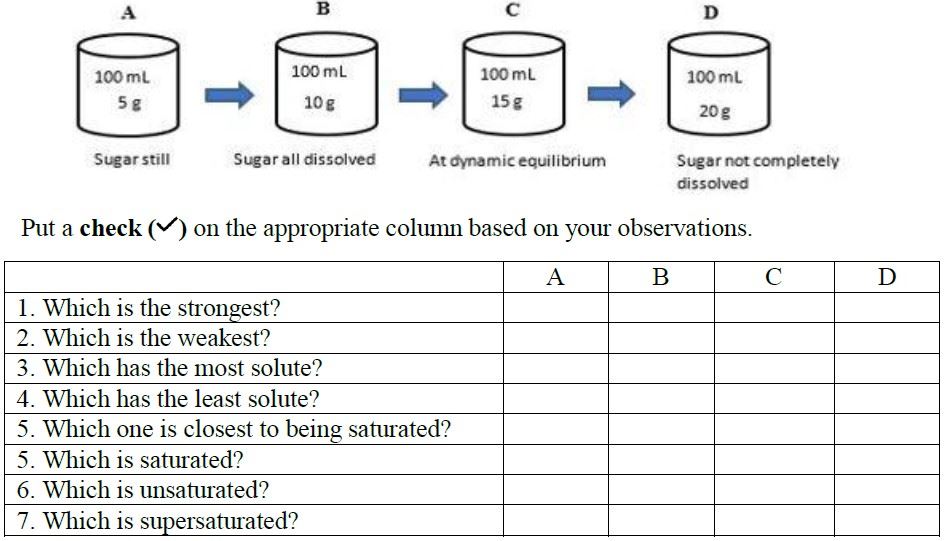 A B C D
100 mL 100 mL 100 mL 100 mL
5 g 10 g 15 g 20 g
Sugar still Sugar all dissolved At dynamic equilibrium Sugar not completely
dissolved
Put a check (✓) on the appropriate column based on your observations.
A B C D
1. Which is the strongest?
2. Which is the weakest?
3. Which has the most solute?
4. Which has the least solute?
5. Which one is closest to being saturated?
5. Which is saturated?
6. Which is unsaturated?
7. Which is supersaturated?